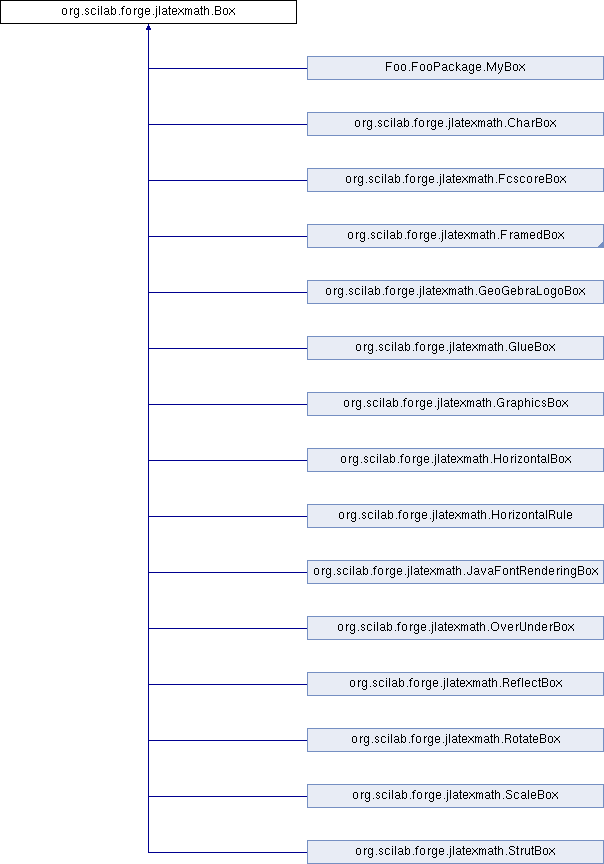 org.scilab.forge.jlatexmath.Box
Foo.FooPackage.MyBox
org.scilab.forge.jlatexmath.CharBox
org.scilab.forge.jlatexmath.FcscoreBox
org.scilab.forge.jlatexmath.FramedBox
org.scilab.forge.jlatexmath.GeoGebraLogoBox
org.scilab.forge.jlatexmath.GlueBox
org.scilab.forge.jlatexmath.GraphicsBox
org.scilab.forge.jlatexmath.HorizontalBox
org.scilab.forge.jlatexmath.HorizontalRule
org.scilab.forge.jlatexmath.JavaFontRenderingBox
org.scilab.forge.jlatexmath.OverUnderBox
org.scilab.forge.jlatexmath.ReflectBox
org.scilab.forge.jlatexmath.RotateBox
org.scilab.forge.jlatexmath.ScaleBox
org.scilab.forge.jlatexmath.StrutBox